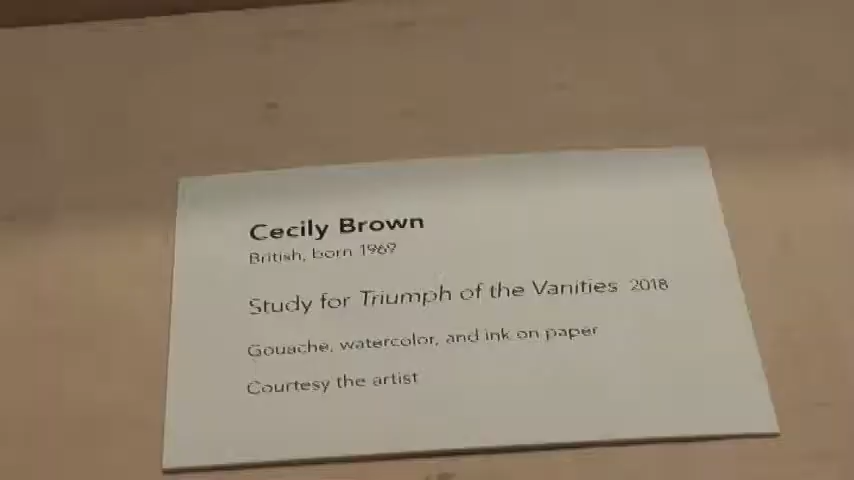 Cecily Brown
British, born 1969
Study for Triumph of the Vanities 2018
Gouache, watercolor, and ink on paper
Courtesy the artist